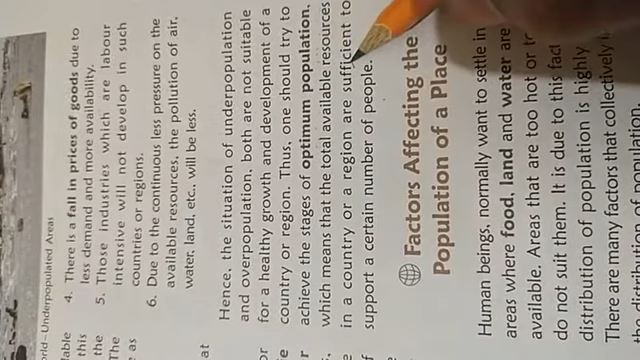 orld–Underpopulated Areas
lable
this
the
The
e as
at
or
e
r
e
f
4. There is a fall in prices of goods due to
less demand and more availability.
5. Those industries which are labour
intensive will not develop in such
countries or regions.
6. Due to the continuous less pressure on the
available resources, the pollution of air,
water, land, etc., will be less.
Hence, the situation of underpopulation
and overpopulation, both are not suitable
for a healthy growth and development of a
country or region. Thus, one should try to
achieve the stages of optimum population,
which means that the total available resources
in a country or a region are sufficient to
support a certain number of people.
Factors Affecting the
Population of a Place
Human beings, normally want to settle in
areas where food, land and water are
available. Areas that are too hot or
do not suit them. It is due to this fact
distribution of population is highly
There are many factors that collectively
the distribution of population.